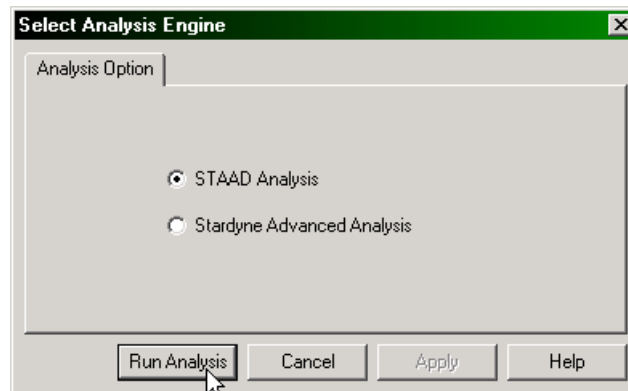 Select Analysis Engine
Analysis Option
STAAD Analysis
Stardyne Advanced Analysis
Run Analysis Cancel Apply Help